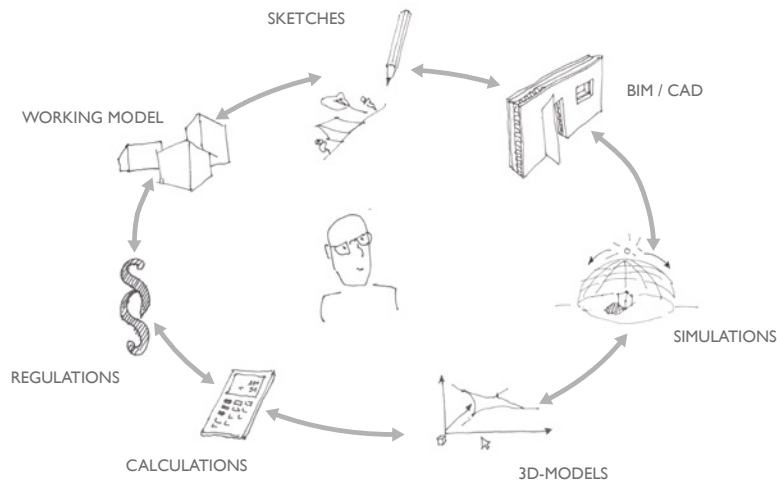 SKETCHES
BIM / CAD
WORKING MODEL
SIMULATIONS
REGULATIONS
CALCULATIONS
3D-MODELS